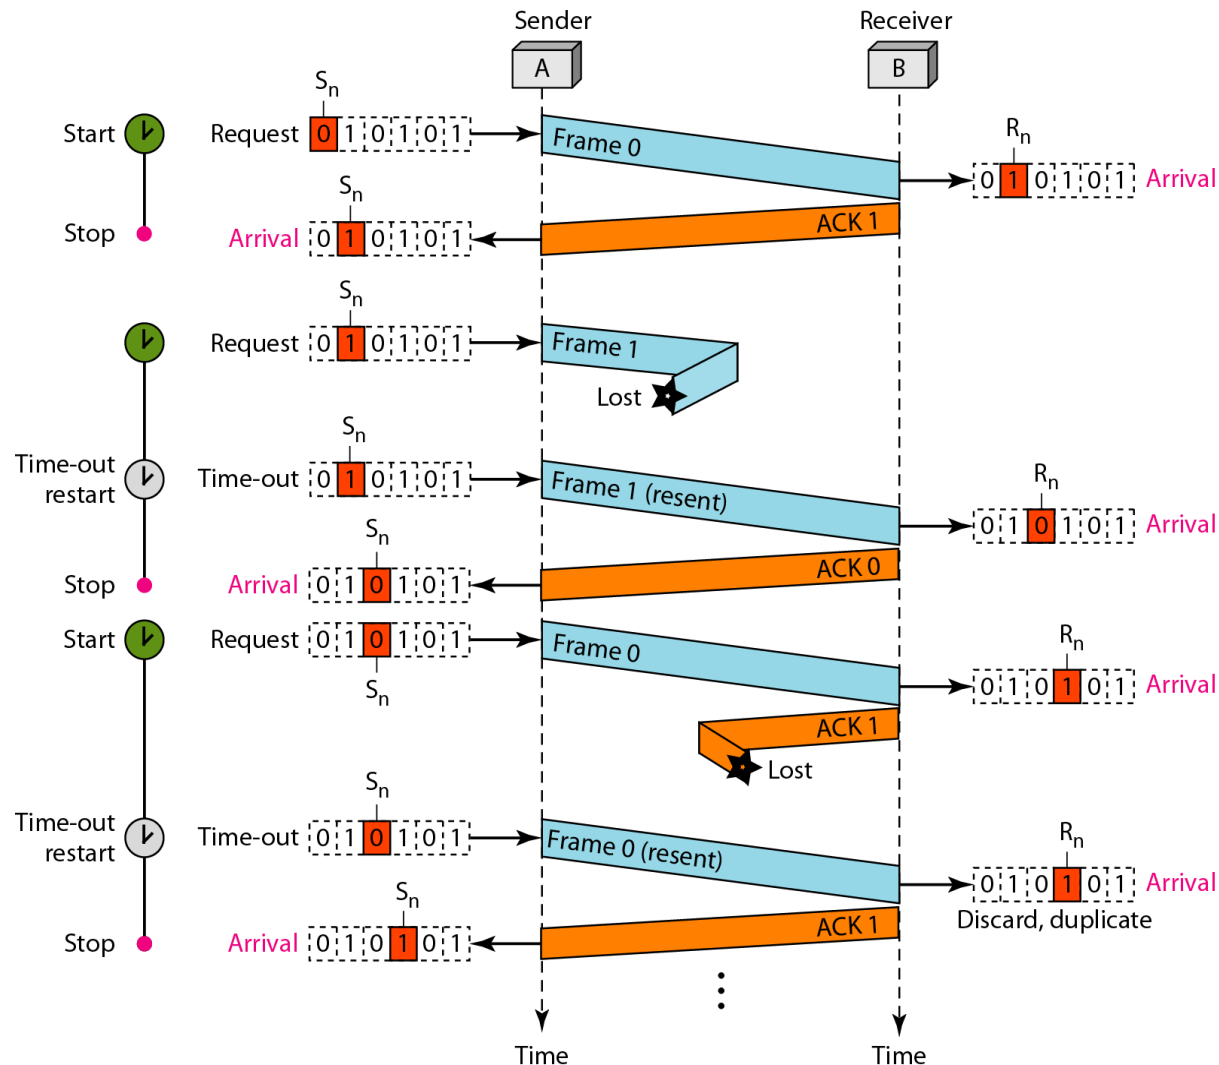 Sender Receiver
A B
Sn
Start Request 0 1 0 1 0 1 Frame 0
Rn
0 1 0 1 0 1 Arrival
Sn
Stop Arrival 0 1 0 1 0 1 ACK 1
Sn
Request 0 1 0 1 0 1 Frame 1
Lost
Sn
Time-out
restart
Time-out 0 1 0 1 0 1 Frame 1 (resent)
Rn
0 1 0 1 0 1 Arrival
Sn
Stop Arrival 0 1 0 1 0 1 ACK 0
Start Request 0 1 0 1 0 1 Frame 0
Sn
Rn
0 1 0 1 0 1 Arrival
ACK 1
Lost
Sn
Time-out
restart
Time-out 0 1 0 1 0 1 Frame 0 (resent)
Rn
0 1 0 1 0 1 Arrival
Discard, duplicate
Sn
Stop Arrival 0 1 0 1 0 1 ACK 1
Time Time